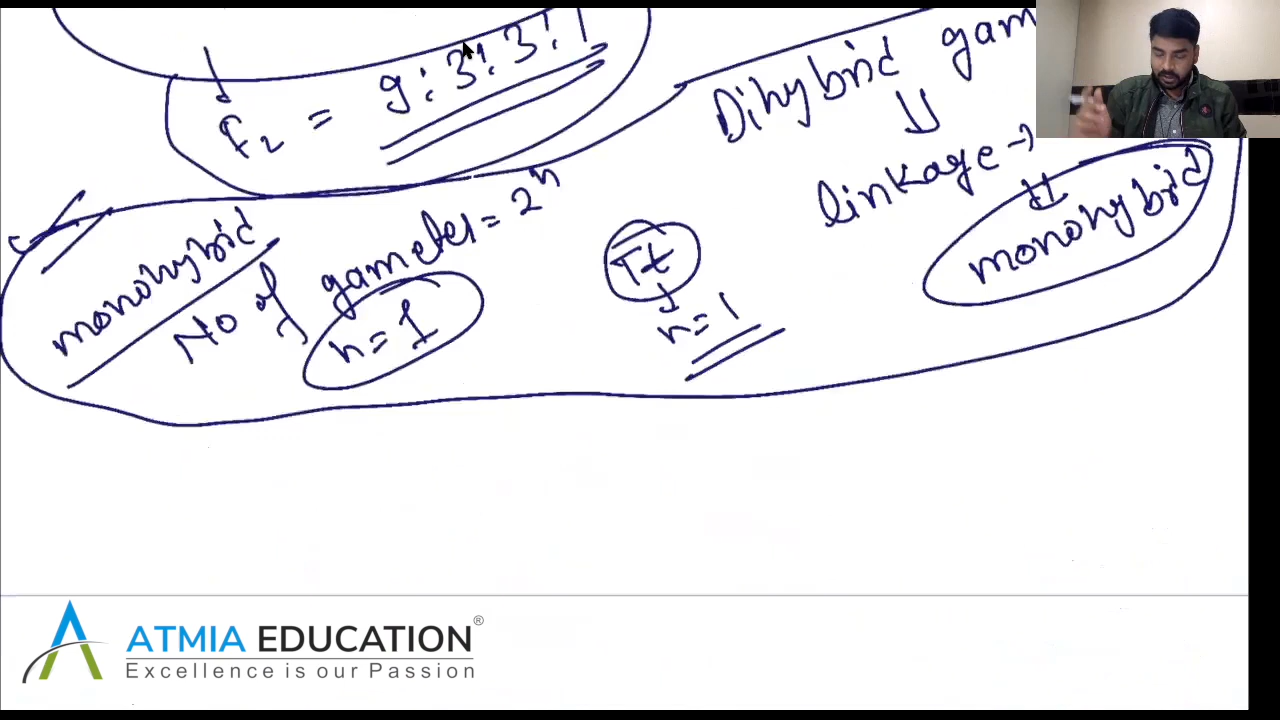 F2 = 9:3:3:1
Dihybrid gam
↓↓
linkage →
↓↓
monohybrid
monohybrid
No of gametes = 2ⁿ
n = 1
Tt
↓
n = 1
ATMIA EDUCATION®
Excellence is our Passion